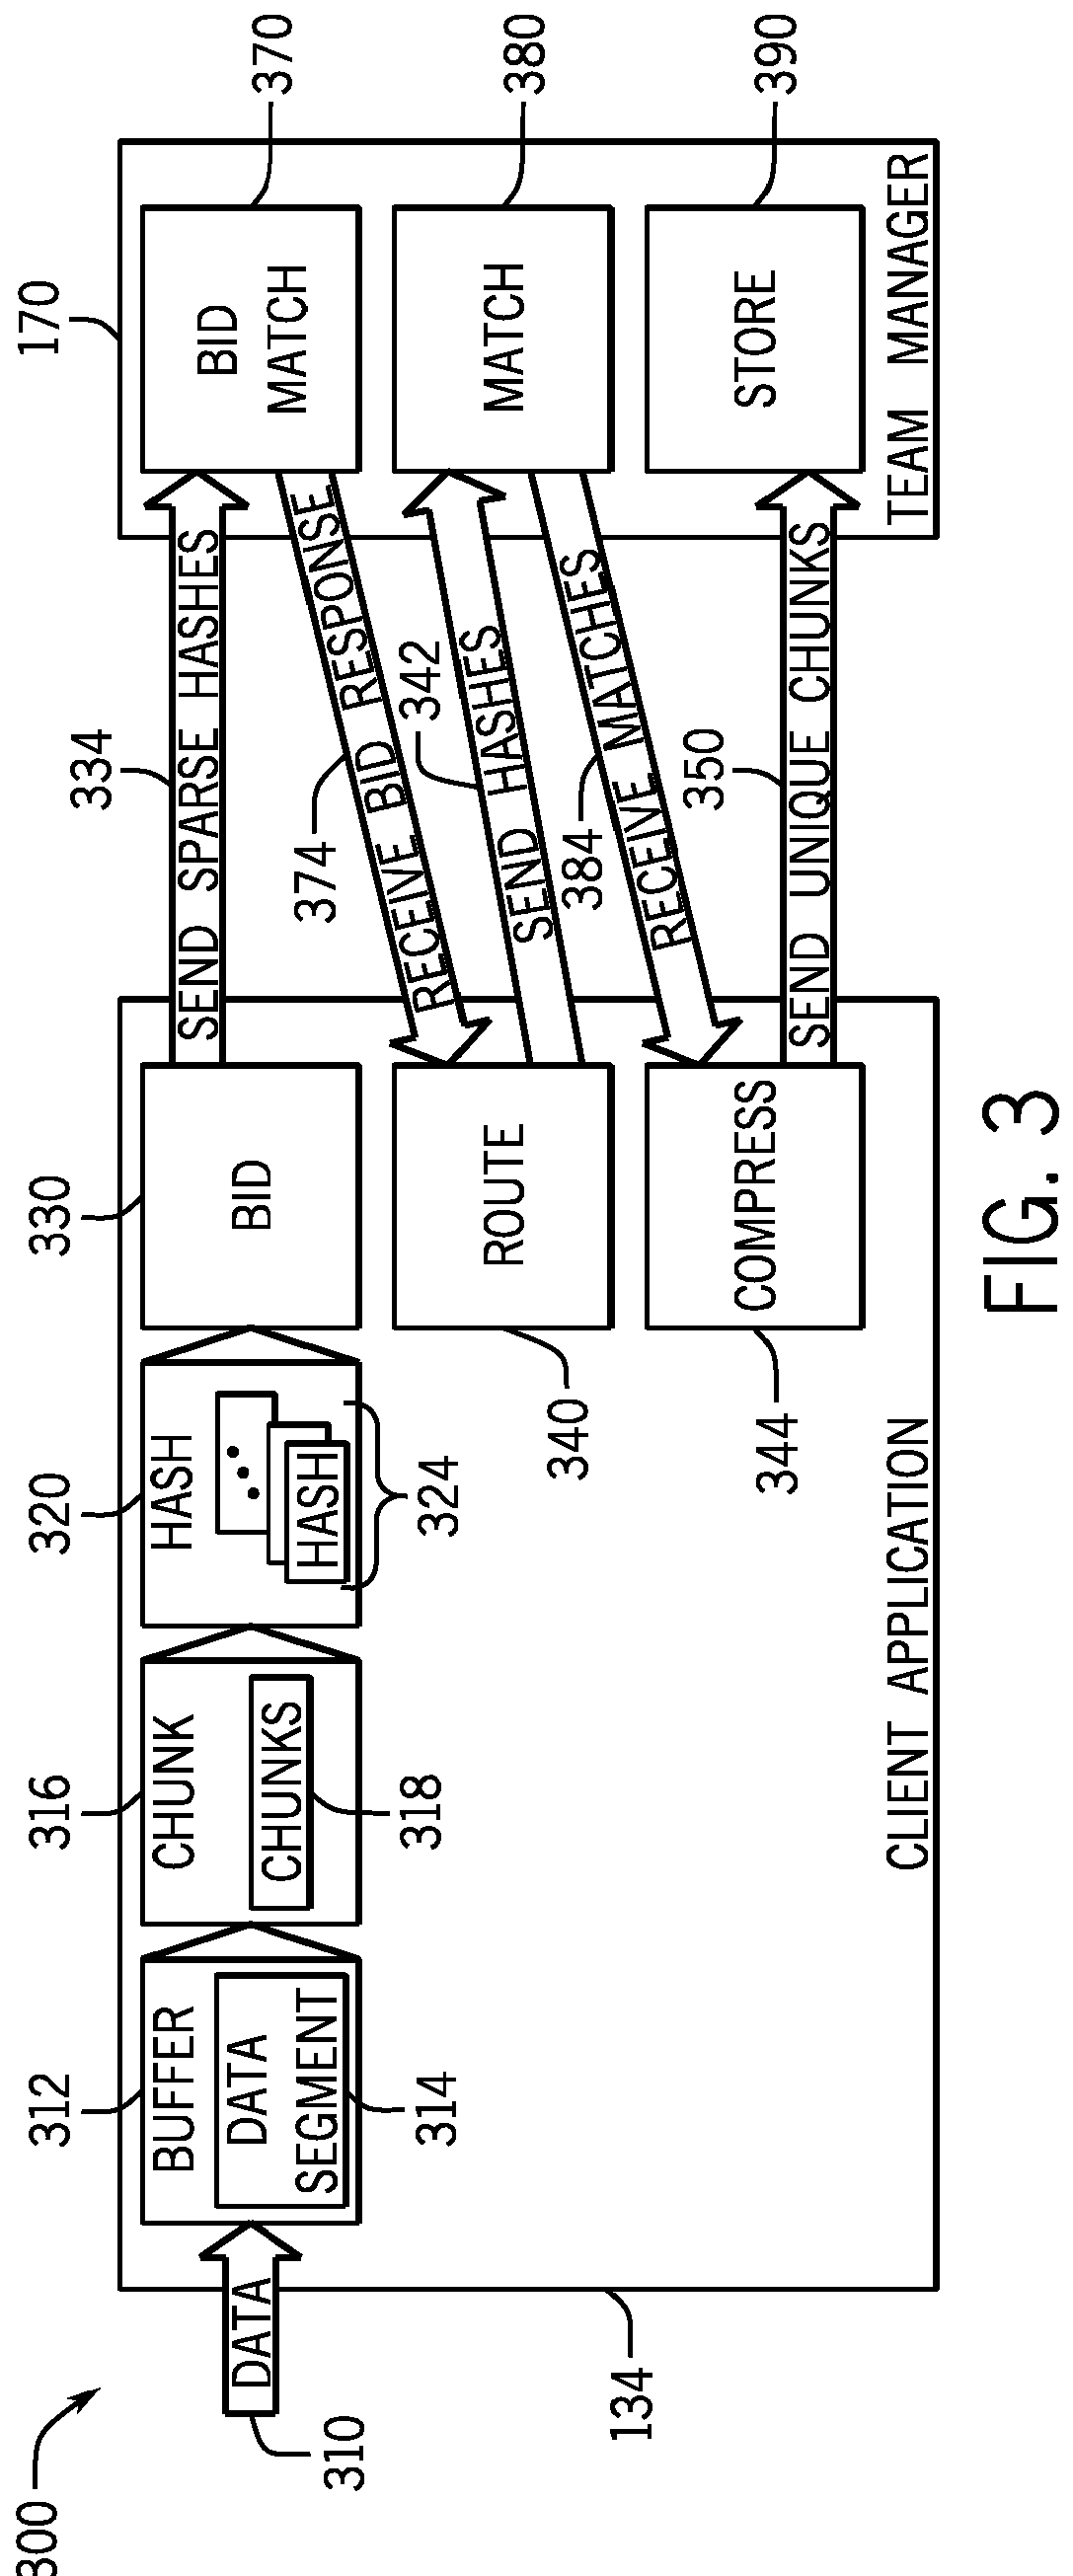 300
310
DATA
134
312
BUFFER
DATA
SEGMENT
314
316
CHUNK
CHUNKS
318
320
HASH
HASH
324
330
BID
340
ROUTE
344
COMPRESS
CLIENT APPLICATION
334
SEND SPARSE HASHES
374
RECEIVE BID RESPONSE
342
SEND HASHES
384
RECEIVE MATCHES
350
SEND UNIQUE CHUNKS
170
BID
MATCH
370
MATCH
380
STORE
390
TEAM MANAGER
FIG. 3